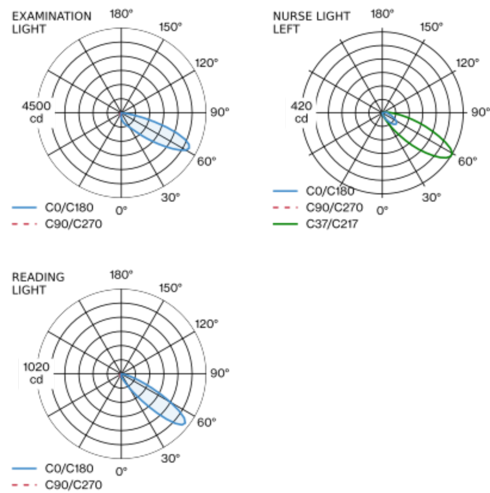 EXAMINATION
LIGHT
180°
150°
120°
4500
cd
90°
60°
30°
0°
C0/C180
C90/C270
NURSE LIGHT
LEFT
180°
150°
120°
420
cd
90°
60°
30°
0°
C0/C180
C90/C270
C37/C217
READING
LIGHT
180°
150°
120°
1020
cd
90°
60°
30°
0°
C0/C180
C90/C270